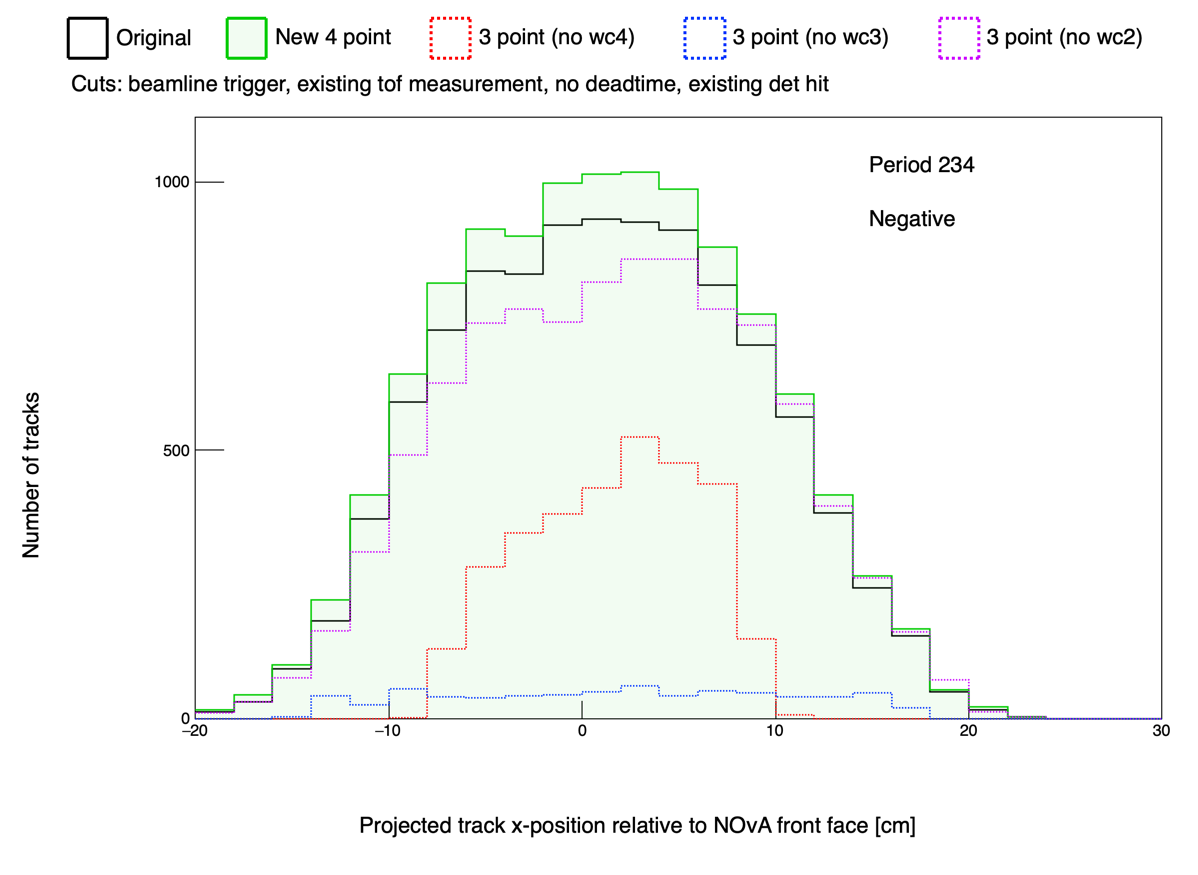 Original New 4 point 3 point (no wc4) 3 point (no wc3) 3 point (no wc2)
Cuts: beamline trigger, existing tof measurement, no deadtime, existing det hit
Period 234
Negative
1000
500
0
−20 −10 0 10 20 30
Number of tracks
Projected track x-position relative to NOvA front face [cm]